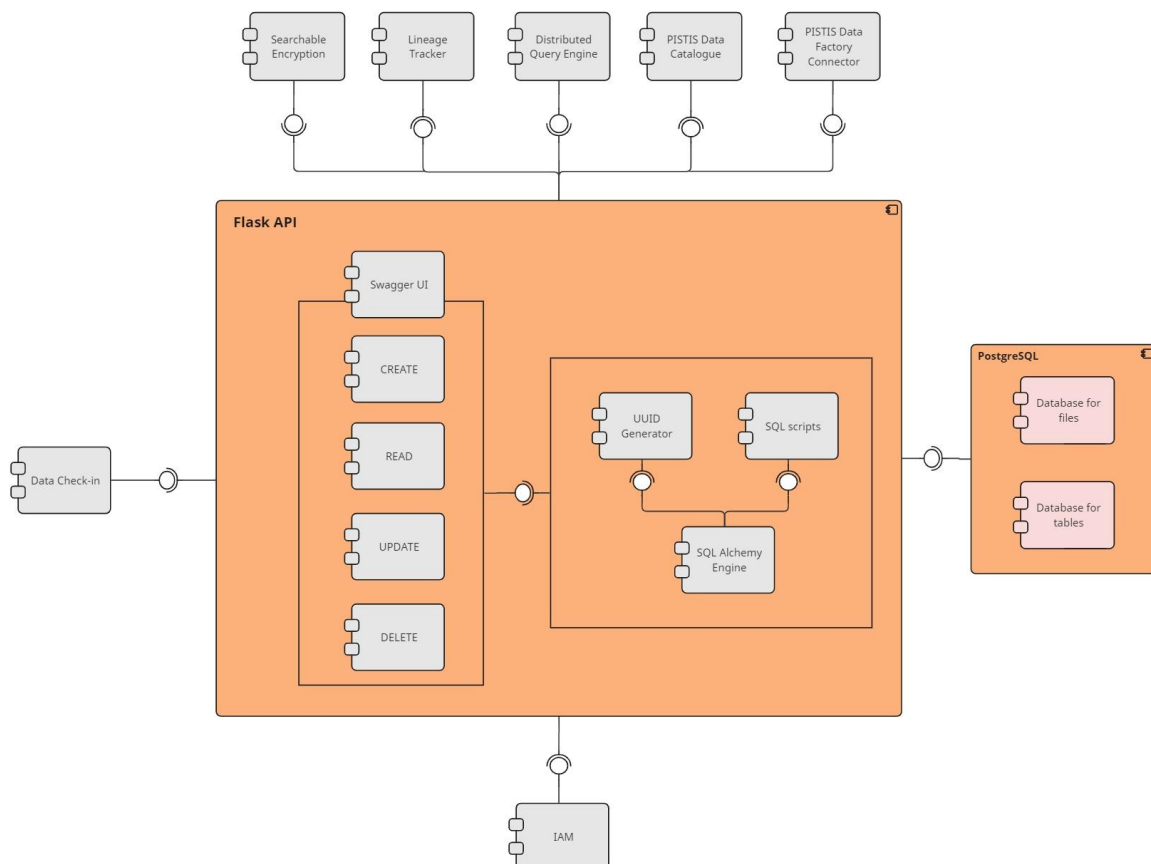 Searchable
Encryption
Lineage
Tracker
Distributed
Query Engine
PISTIS Data
Catalogue
PISTIS Data
Factory
Connector
Flask API
Swagger UI
CREATE
READ
UPDATE
DELETE
UUID
Generator
SQL scripts
SQL Alchemy
Engine
PostgreSQL
Database for
files
Database for
tables
Data Check-in
IAM